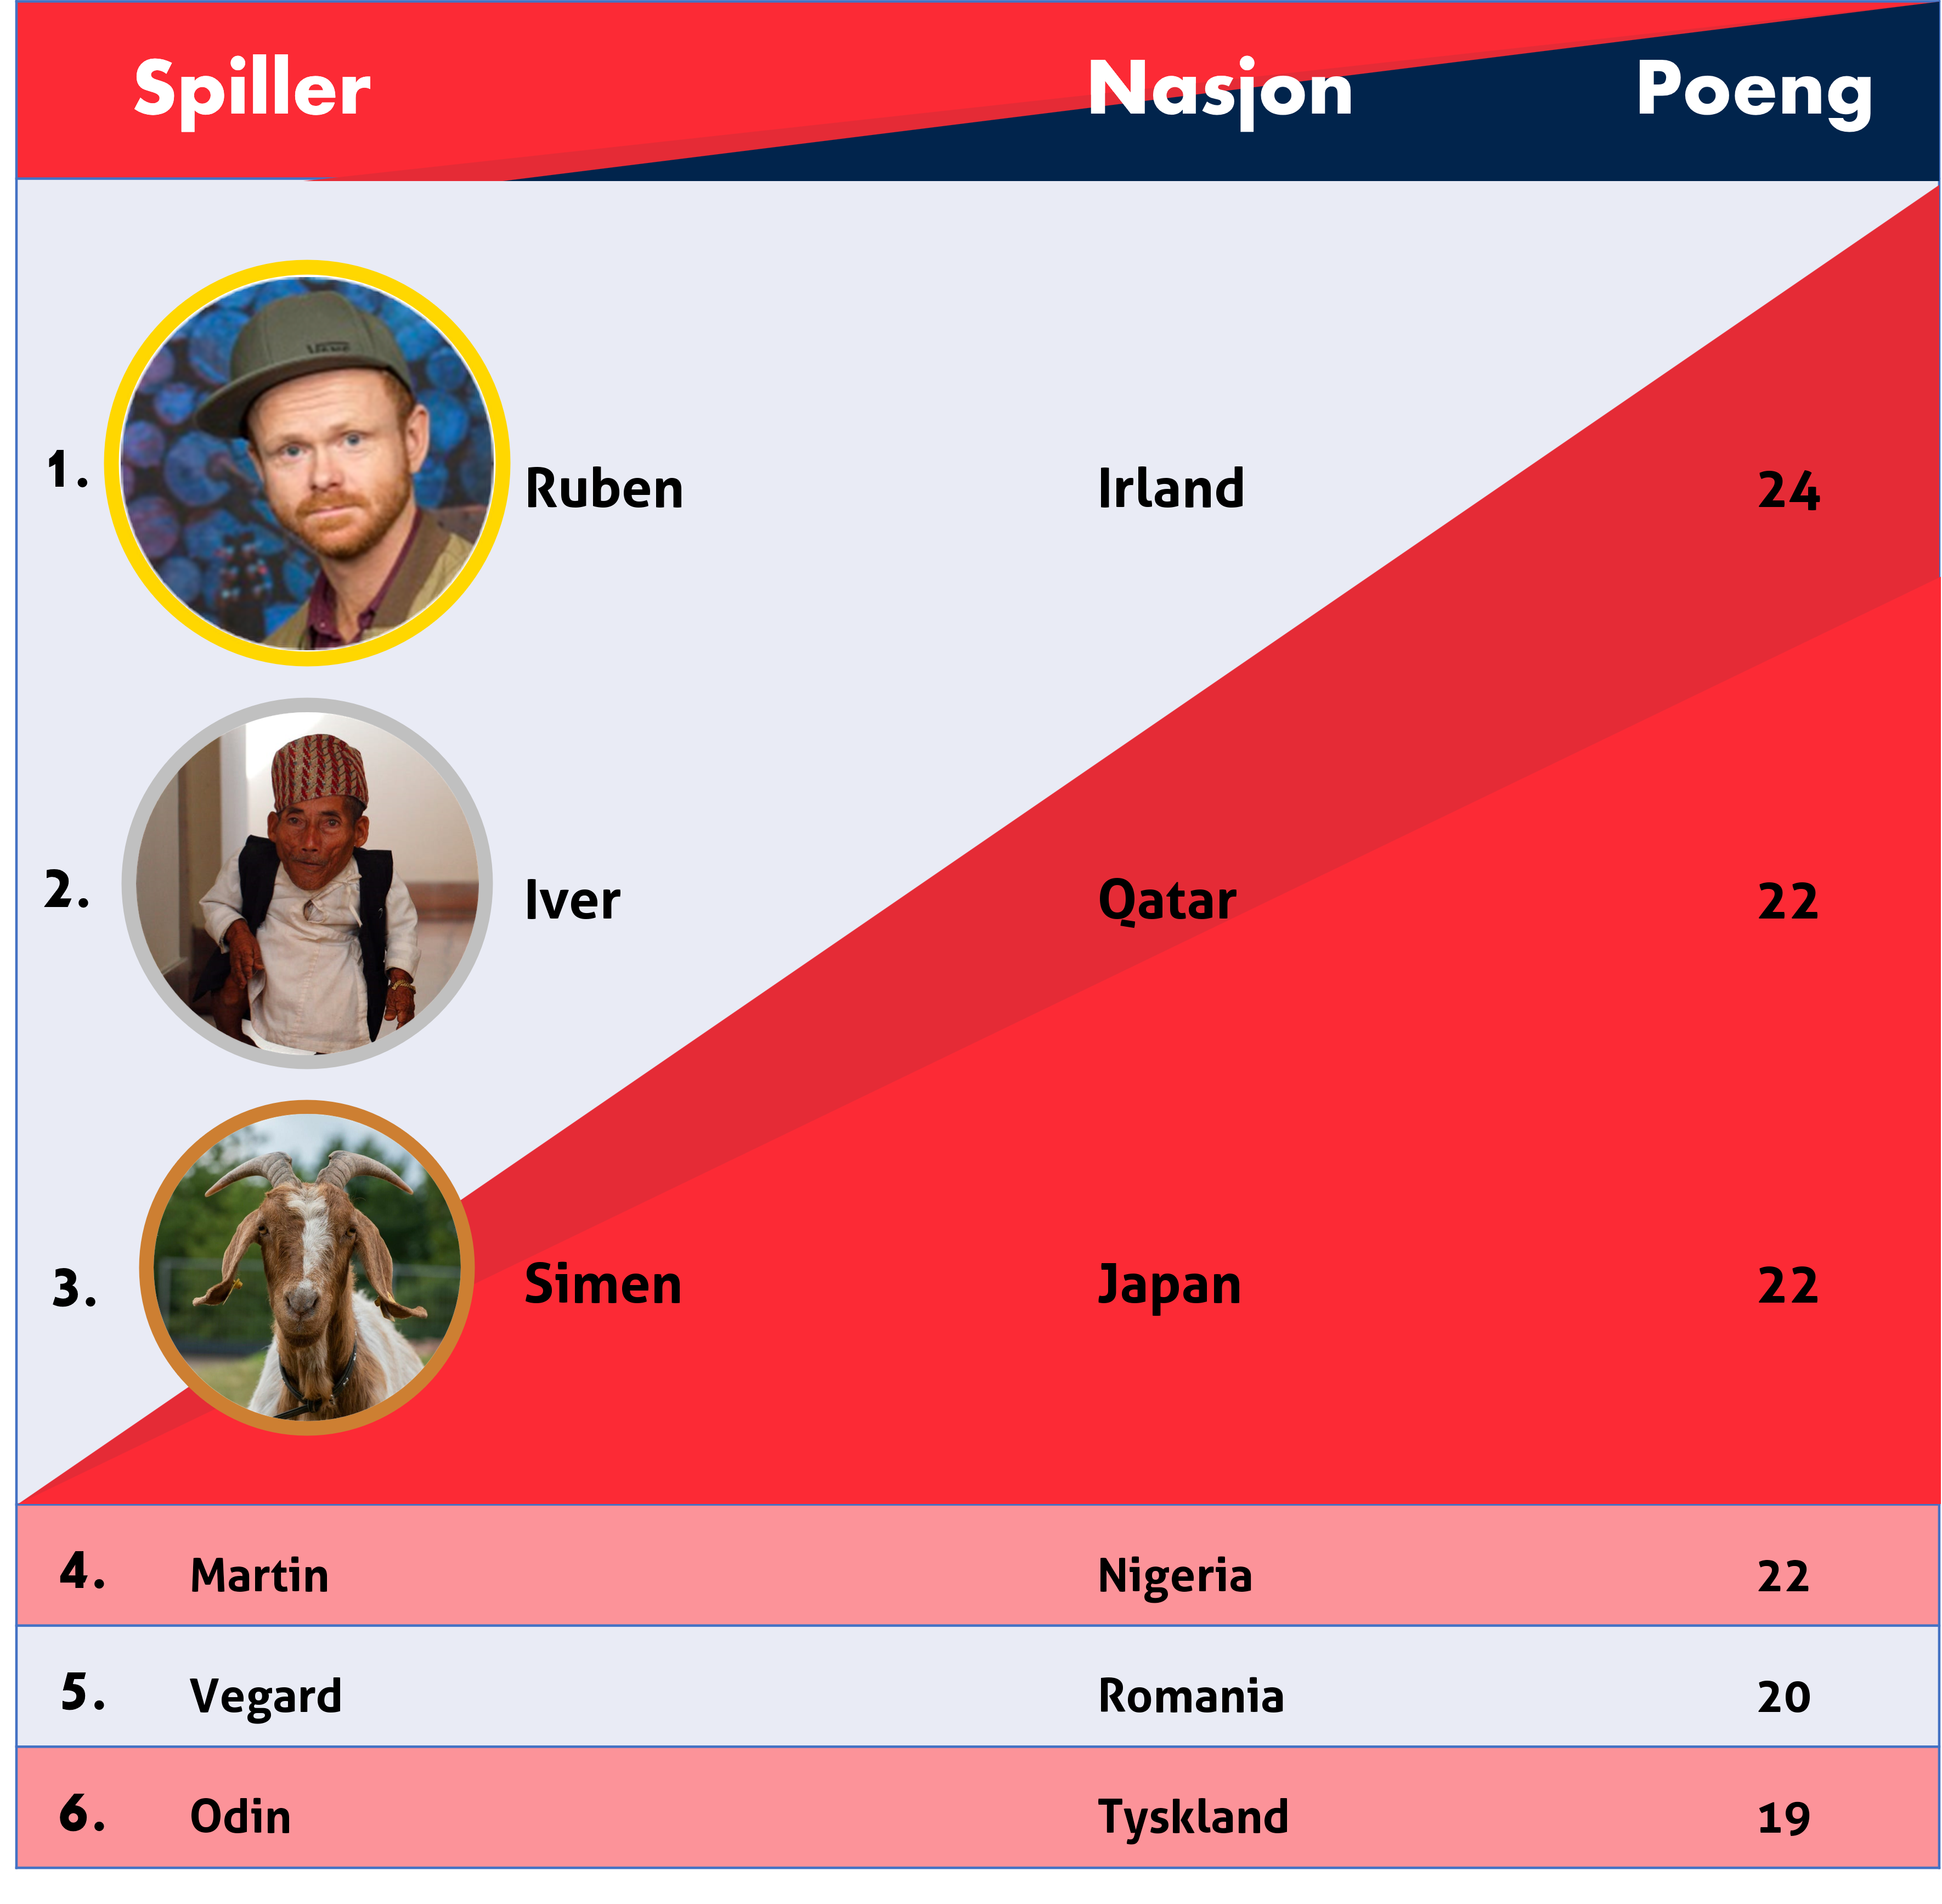 Spiller Nasjon Poeng
1. Ruben Irland 24
2. Iver Qatar 22
3. Simen Japan 22
4. Martin Nigeria 22
5. Vegard Romania 20
6. Odin Tyskland 19